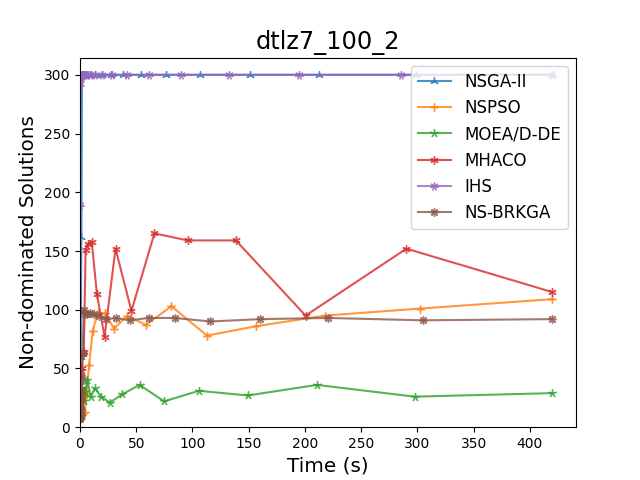 dtlz7_100_2
Non-dominated Solutions
300
250
200
150
100
50
0
0 50 100 150 200 250 300 350 400
Time (s)
NSGA-II
NSPSO
MOEA/D-DE
MHACO
IHS
NS-BRKGA